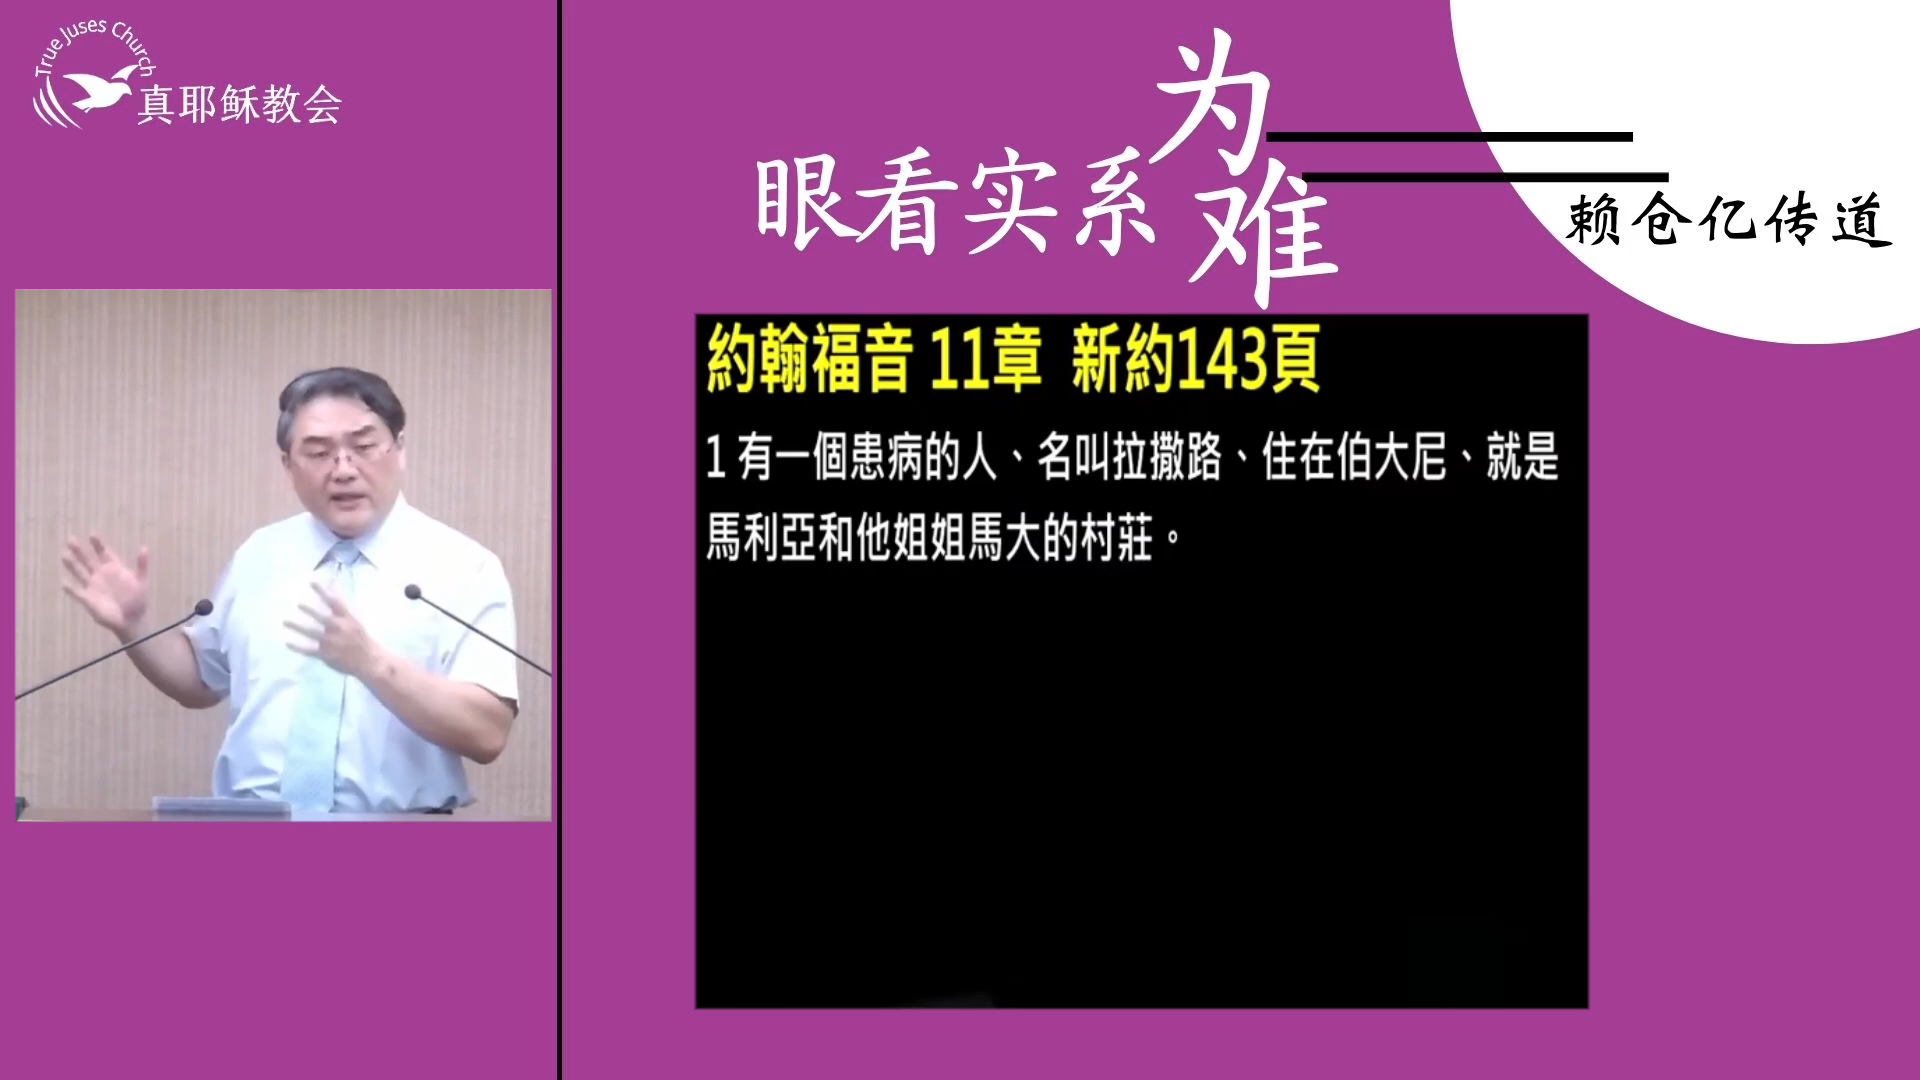 True Juses Church
真耶稣教会
眼看实系为难
赖仓亿传道
約翰福音 11章 新約143頁
1 有一個患病的人、名叫拉撒路、住在伯大尼、就是
馬利亞和他姐姐馬大的村莊。